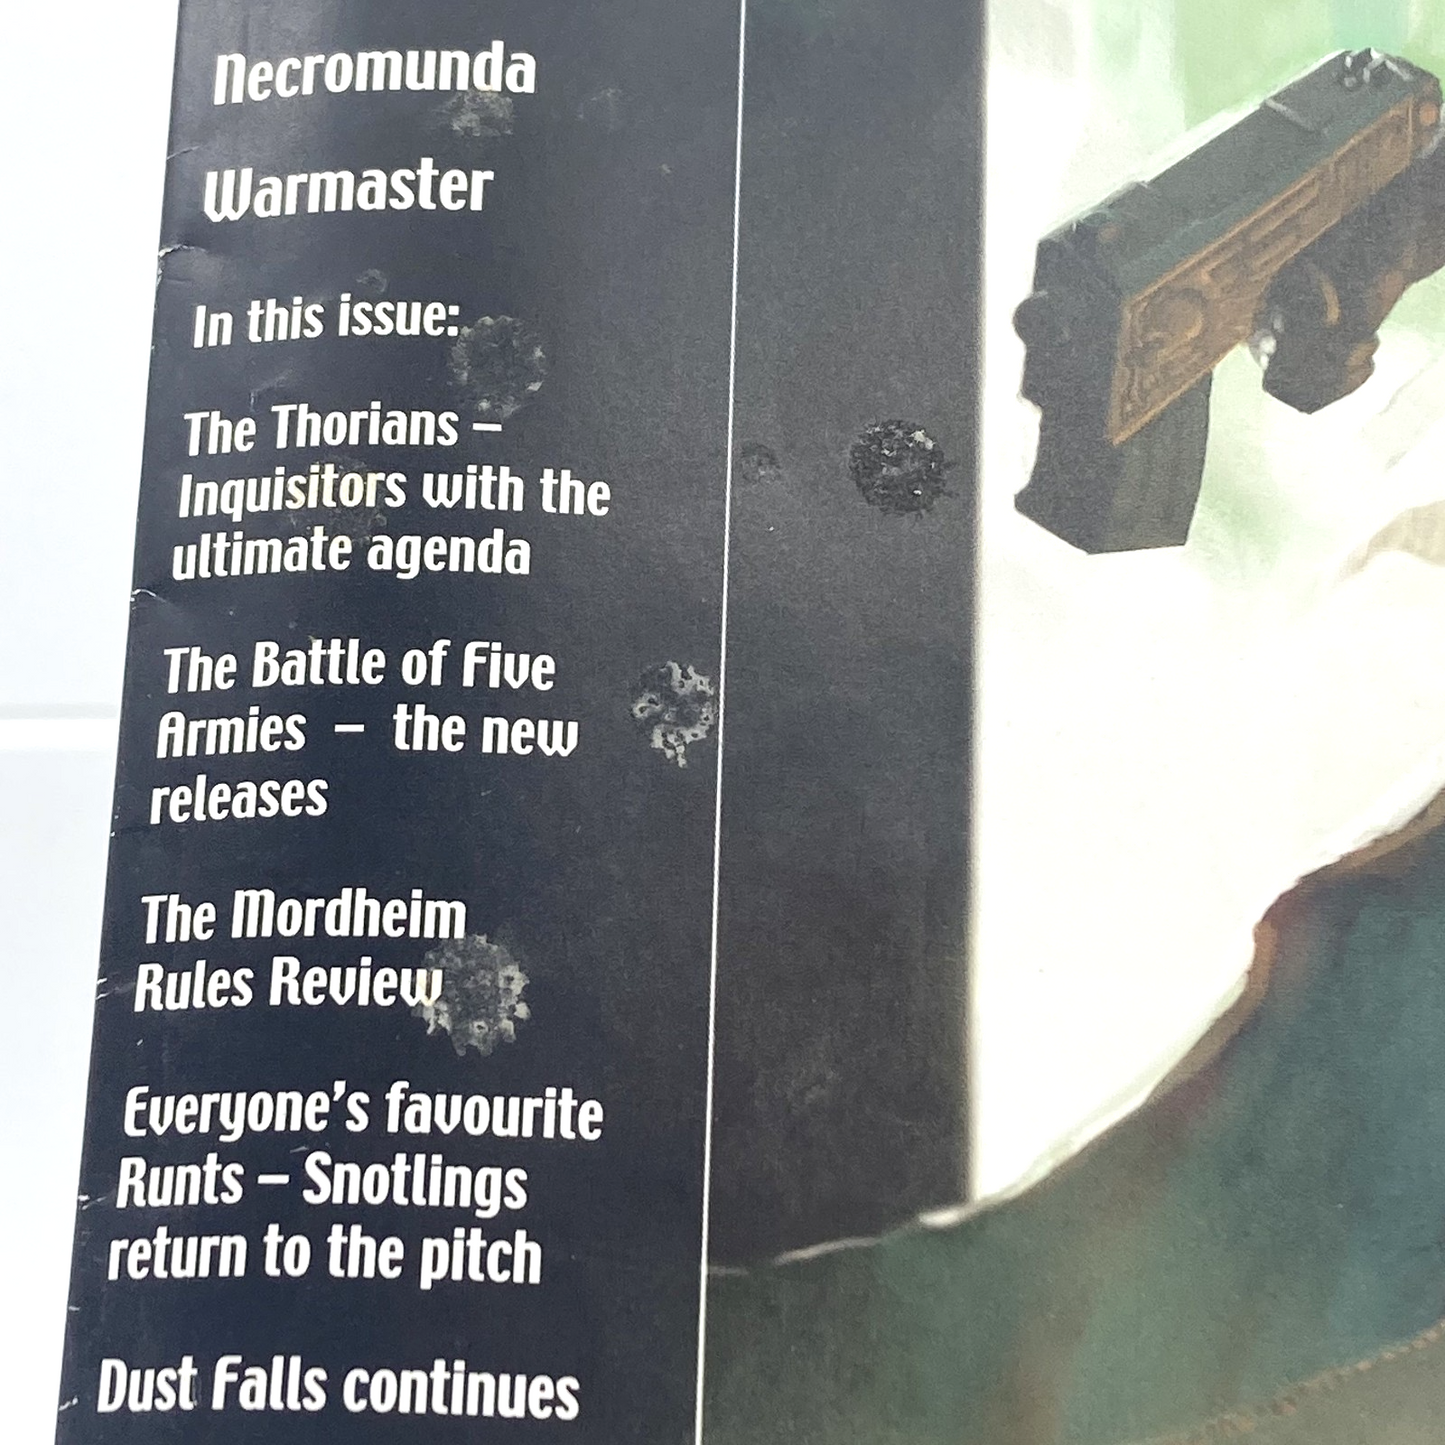 Necromunda
Warmaster
In this issue:
The Thorians –
Inquisitors with the
ultimate agenda
The Battle of Five
Armies – the new
releases
The Mordheim
Rules Review
Everyone's favourite
Runts – Snotlings
return to the pitch
Dust Falls continues